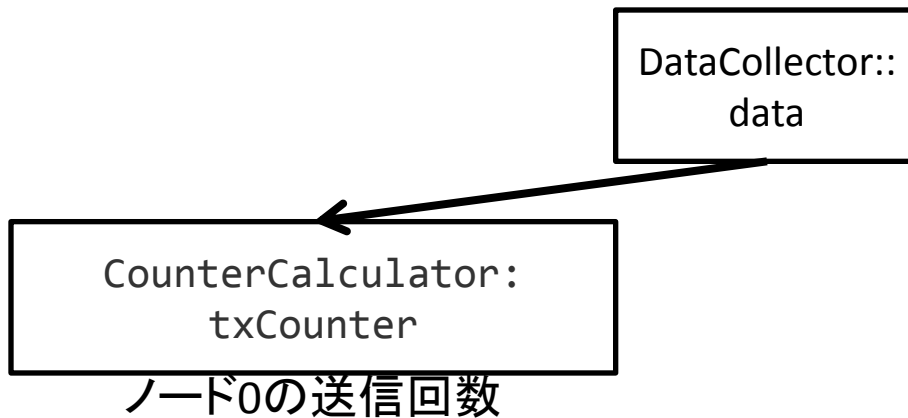 DataCollector::
data
CounterCalculator:
txCounter
ノード0の送信回数